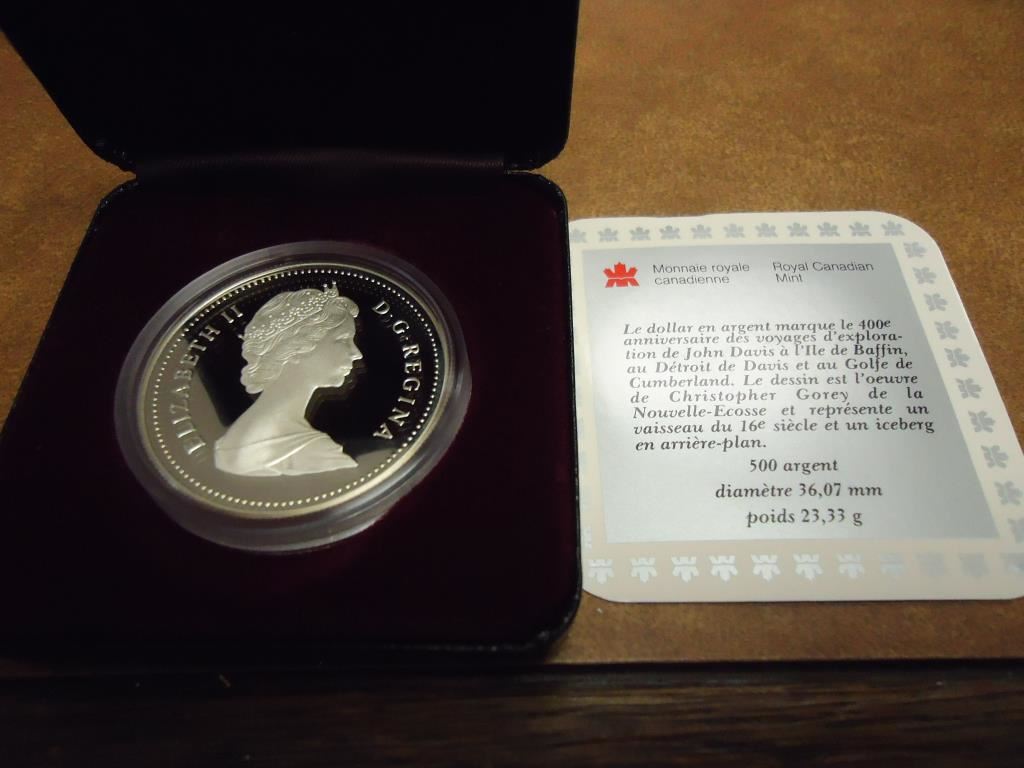 ELIZABETH II
D.G.REGINA
Monnaie royale
canadienne
Royal Canadian
Mint
Le dollar en argent marque le 400e
anniversaire des voyages d'explora-
tion de John Davis à l'Ile de Baffin,
au Détroit de Davis et au Golfe de
Cumberland. Le dessin est l'oeuvre
de Christopher Gorey de la
Nouvelle-Ecosse et représente un
vaisseau du 16e siècle et un iceberg
en arrière-plan.
500 argent
diamètre 36,07 mm
poids 23,33 g